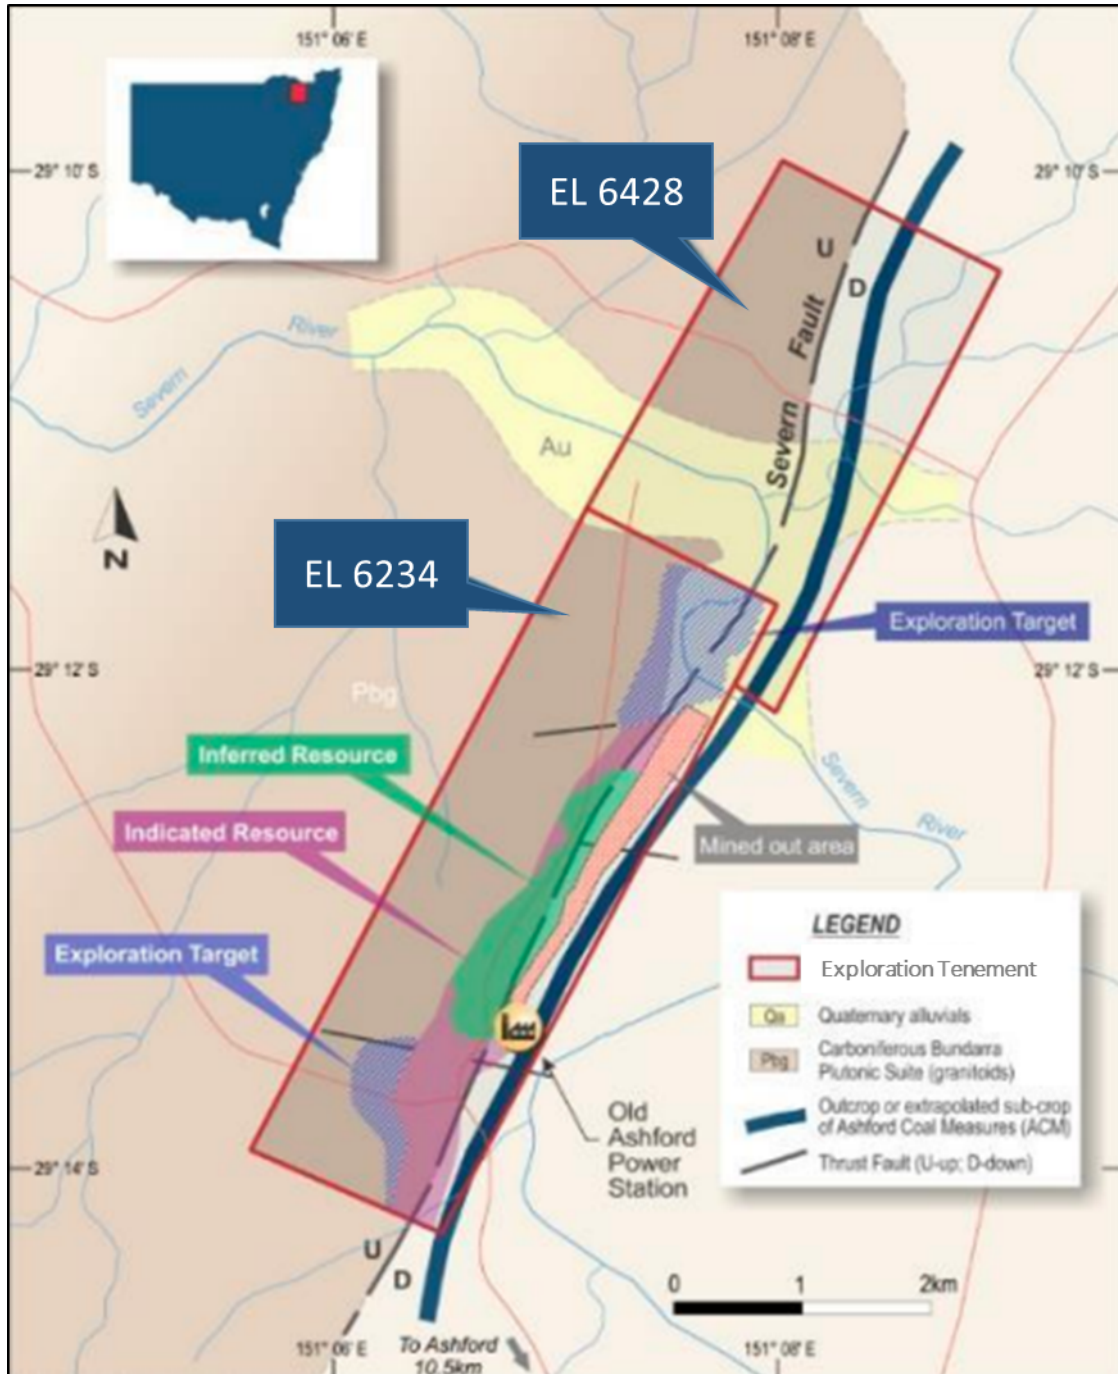 151° 06' E
151° 08' E
29° 10' S
29° 10' S
EL 6428
U
D
Severn Fault
River
Severn
Au
N
EL 6234
Exploration Target
29° 12' S
29° 12' S
Pbg
Inferred Resource
Severn
River
Indicated Resource
Mined out area
LEGEND
Exploration Tenement
Exploration Target
Qa
Quaternary alluvials
Pbg
Carboniferous Bundarra
Plutonic Suite (granitoids)
Outcrop or extrapolated sub-crop
of Ashford Coal Measures (ACM)
Thrust Fault (U-up; D-down)
Old
Ashford
Power
Station
29° 14' S
U
D
0
1
2km
151° 06' E
To Ashford
10.5km
151° 08' E